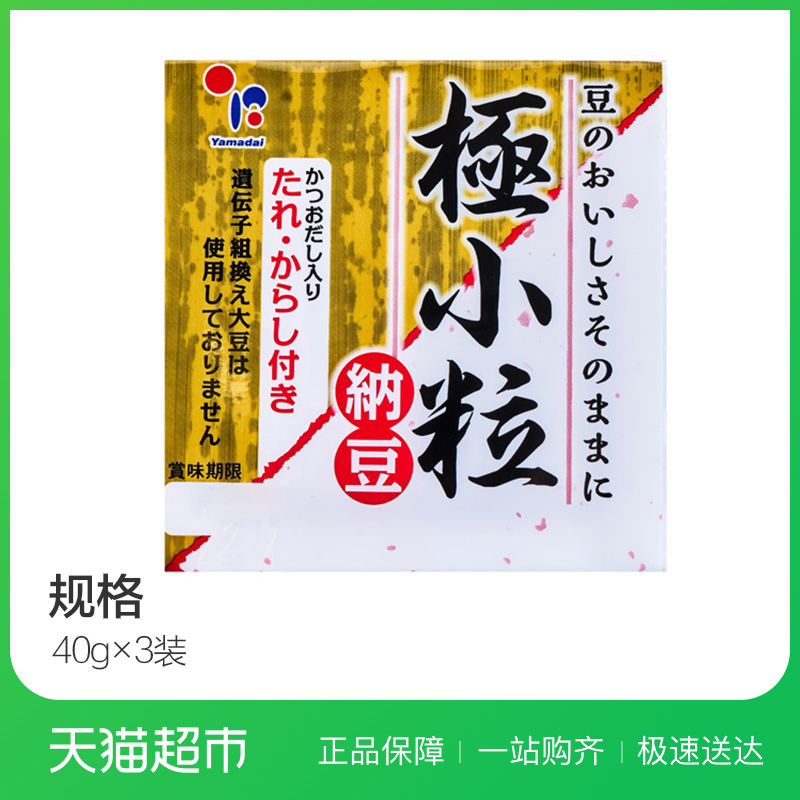 Yamadai
豆のおいしさそのままに
極小粒
納豆
かつおだし入り
たれ・からし付き
遺伝子組換え大豆は
使用しておりません
賞味期限
规格
40g×3装
天猫超市
正品保障 | 一站购齐 | 极速送达